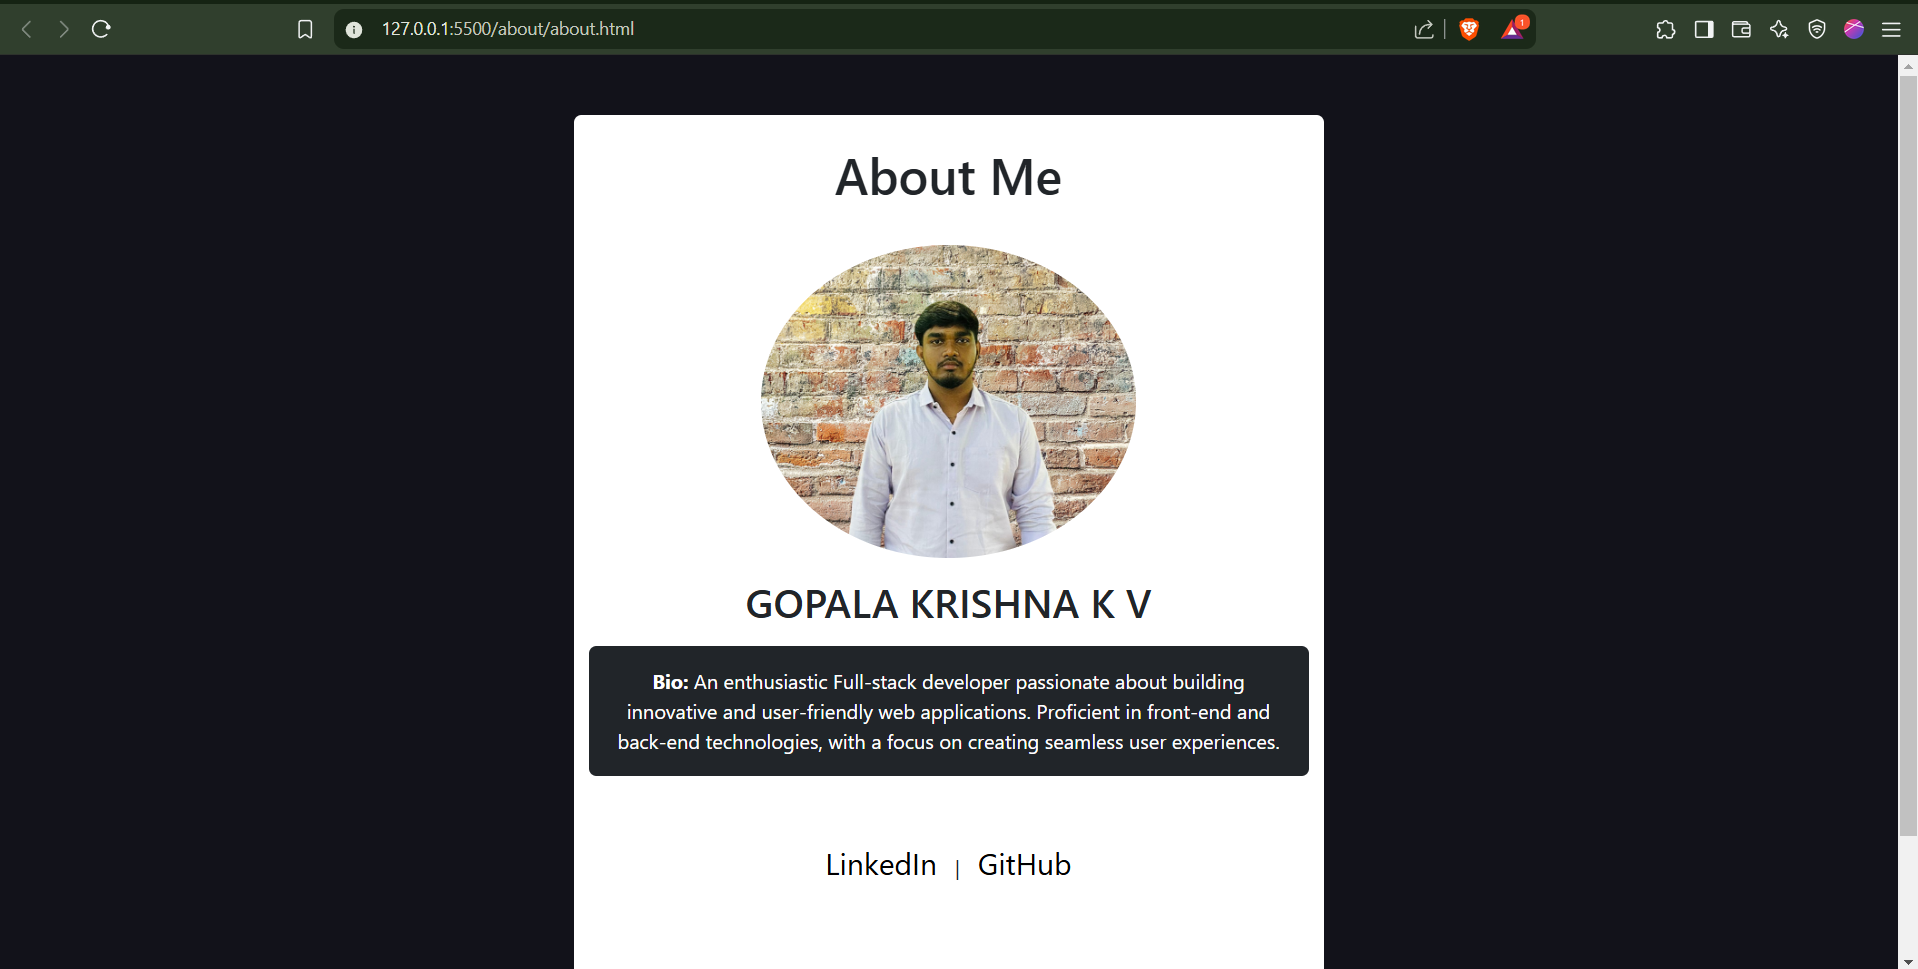 127.0.0.1:5500/about/about.html
1
About Me
GOPALA KRISHNA K V
Bio: An enthusiastic Full-stack developer passionate about building
innovative and user-friendly web applications. Proficient in front-end and
back-end technologies, with a focus on creating seamless user experiences.
LinkedIn | GitHub